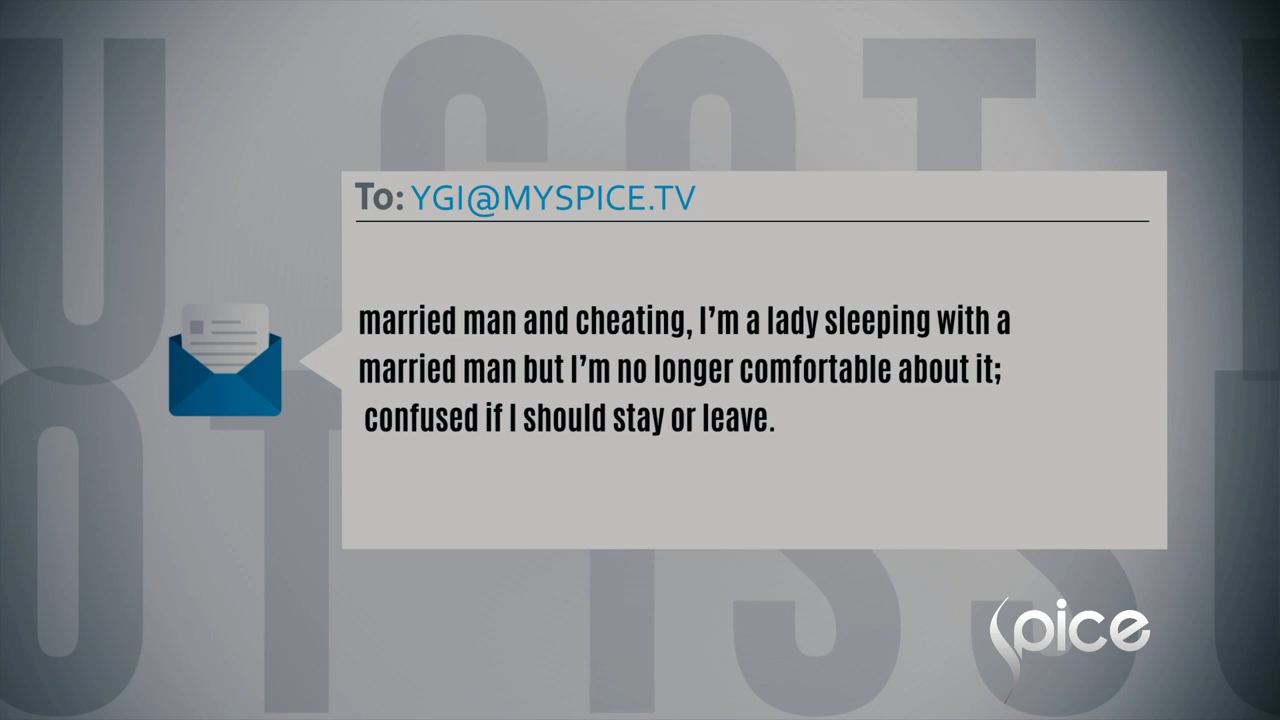 To: YGI@MYSPICE.TV
married man and cheating, I'm a lady sleeping with a
married man but I'm no longer comfortable about it;
confused if I should stay or leave.
Spice